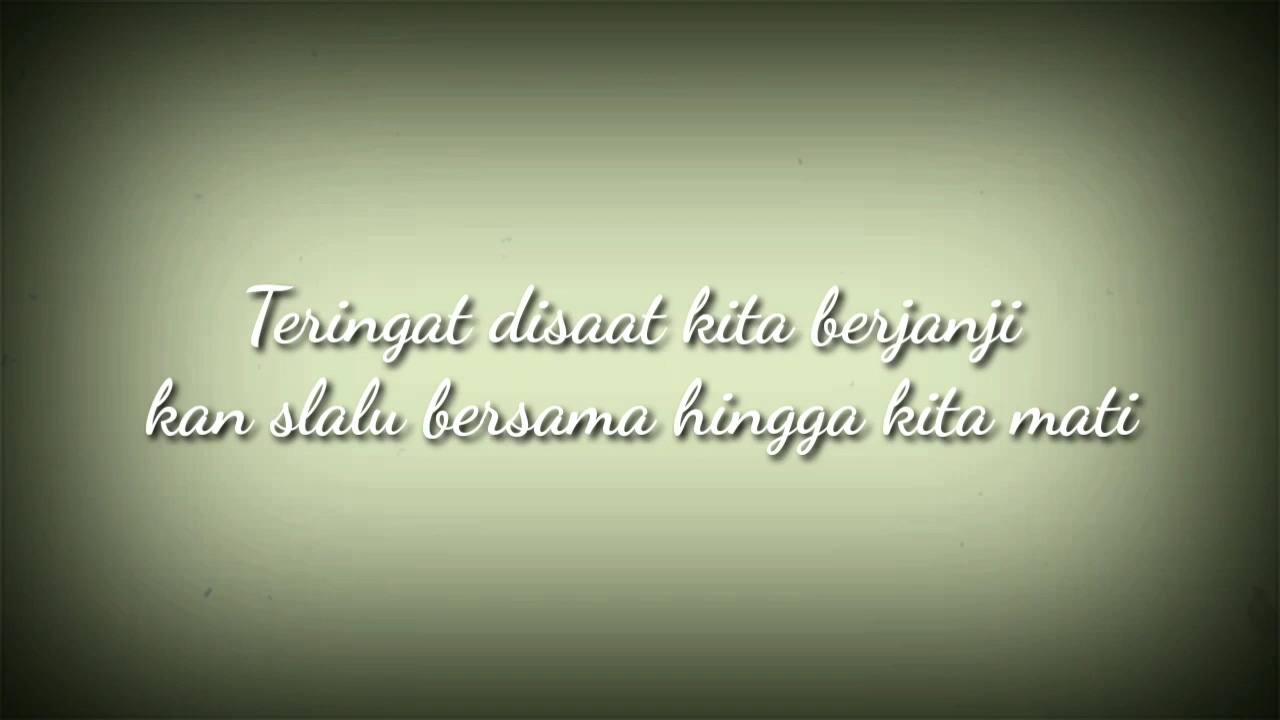 Teringat disaat kita berjanji
kan slalu bersama hingga kita mati